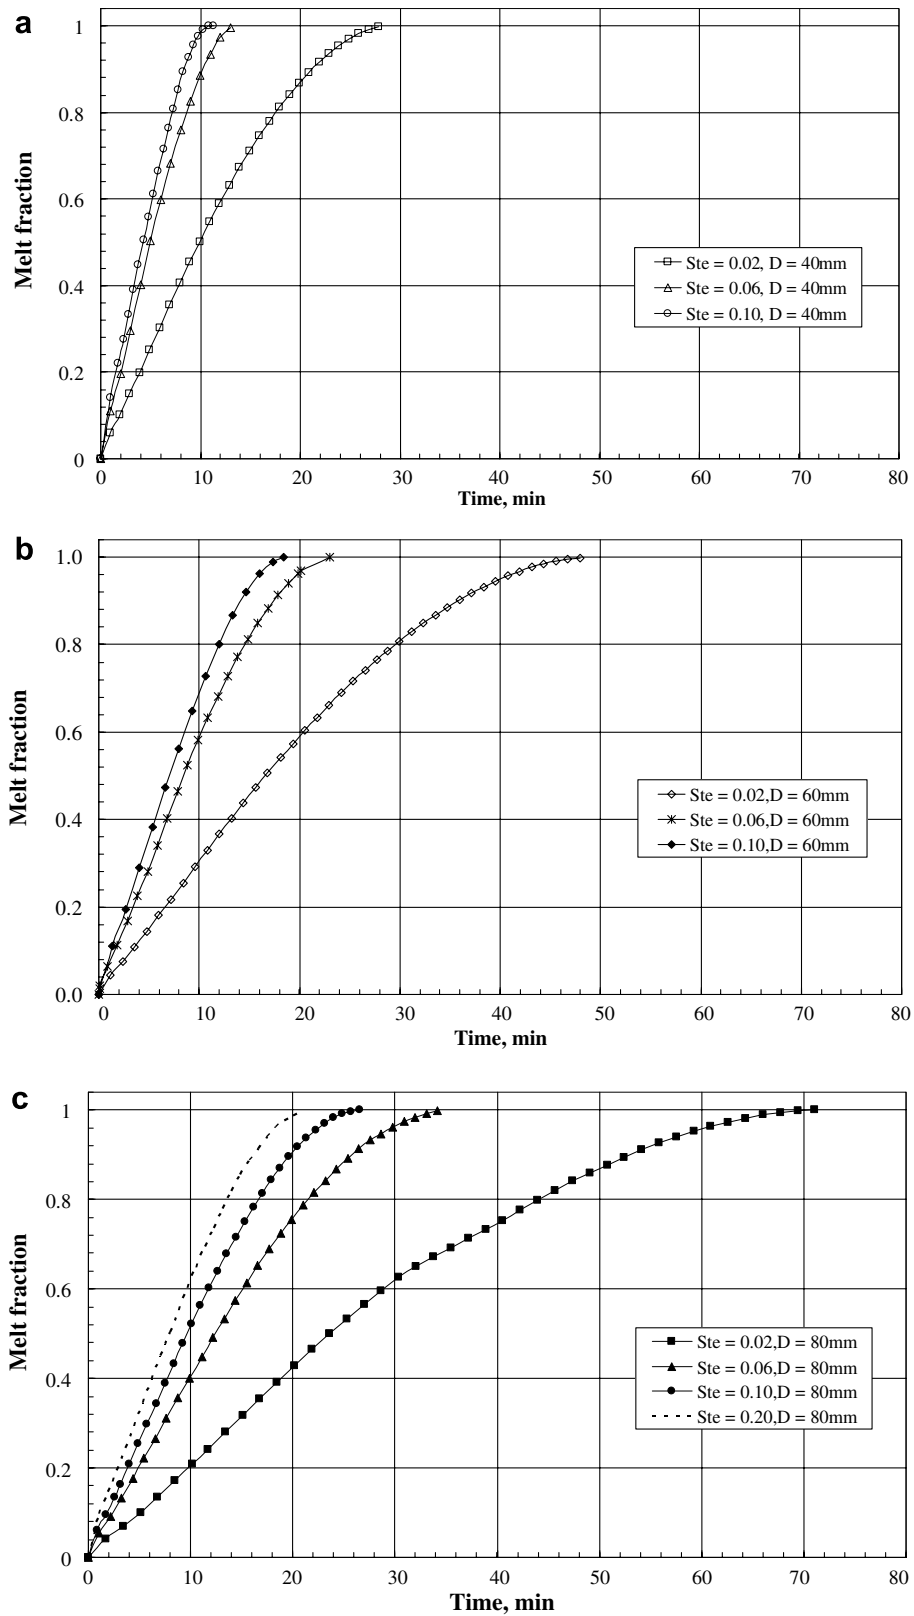 a
1
0.8
0.6
0.4
0.2
0
Melt fraction
Ste = 0.02, D = 40mm
Ste = 0.06, D = 40mm
Ste = 0.10, D = 40mm
0 10 20 30 40 50 60 70 80
Time, min
b
1.0
0.8
0.6
0.4
0.2
0.0
Melt fraction
Ste = 0.02,D = 60mm
Ste = 0.06,D = 60mm
Ste = 0.10,D = 60mm
0 10 20 30 40 50 60 70 80
Time, min
c
1
0.8
0.6
0.4
0.2
0
Melt fraction
Ste = 0.02,D = 80mm
Ste = 0.06,D = 80mm
Ste = 0.10,D = 80mm
Ste = 0.20,D = 80mm
0 10 20 30 40 50 60 70 80
Time, min